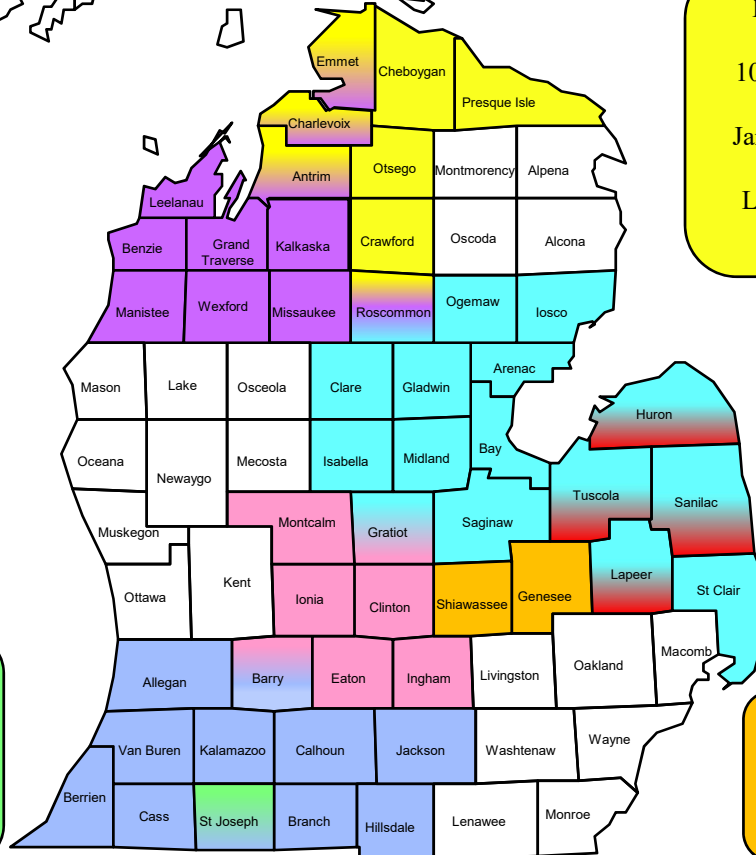 Emmet
Cheboygan
Presque Isle
10
Charlevoix
Antrim
Otsego
Montmorency
Alpena
Leelanau
Benzie
Grand
Traverse
Kalkaska
Crawford
Oscoda
Alcona
Manistee
Wexford
Missaukee
Roscommon
Ogemaw
Iosco
Mason
Lake
Osceola
Clare
Gladwin
Arenac
Huron
Oceana
Newaygo
Mecosta
Isabella
Midland
Bay
Tuscola
Sanilac
Muskegon
Montcalm
Gratiot
Saginaw
Ottawa
Kent
Ionia
Clinton
Shiawassee
Genesee
Lapeer
St Clair
Allegan
Barry
Eaton
Ingham
Livingston
Oakland
Macomb
Van Buren
Kalamazoo
Calhoun
Jackson
Washtenaw
Wayne
Berrien
Cass
St Joseph
Branch
Hillsdale
Lenawee
Monroe